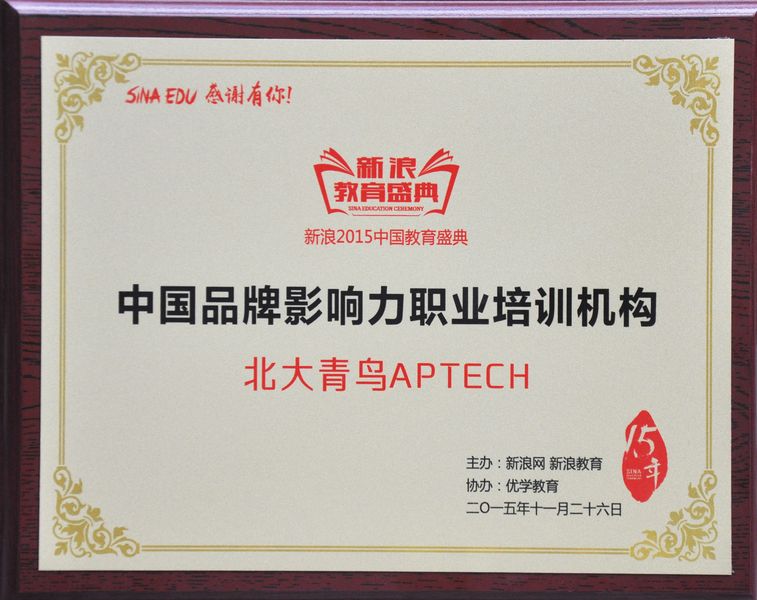 SINA EDU 感谢有你!
新浪
教育盛典
SINA EDUCATION CEREMONY
新浪2015中国教育盛典
中国品牌影响力职业培训机构
北大青鸟APTECH
15年
SINA
主办：新浪网 新浪教育
协办：优学教育
二〇一五年十一月二十六日